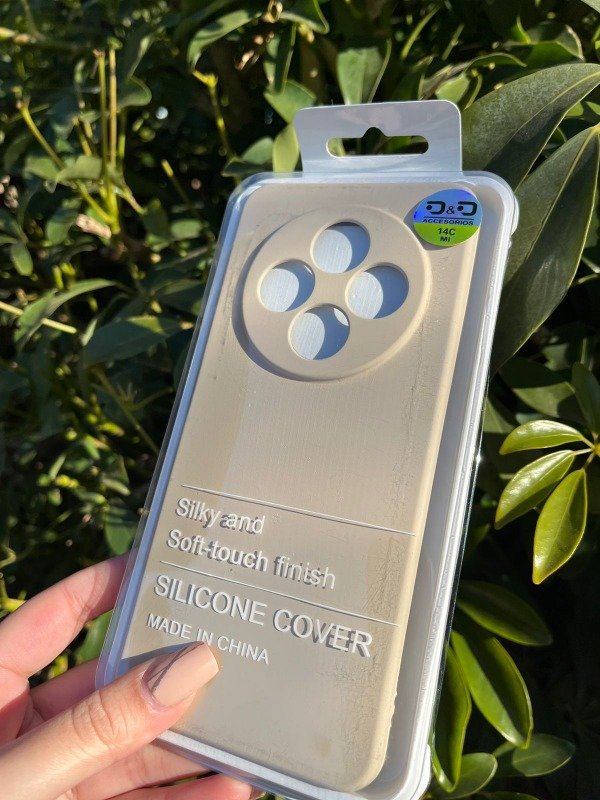 D&D
ACCESORIOS
14C
MI
Silky and
Soft-touch finish
SILICONE COVER
MADE IN CHINA